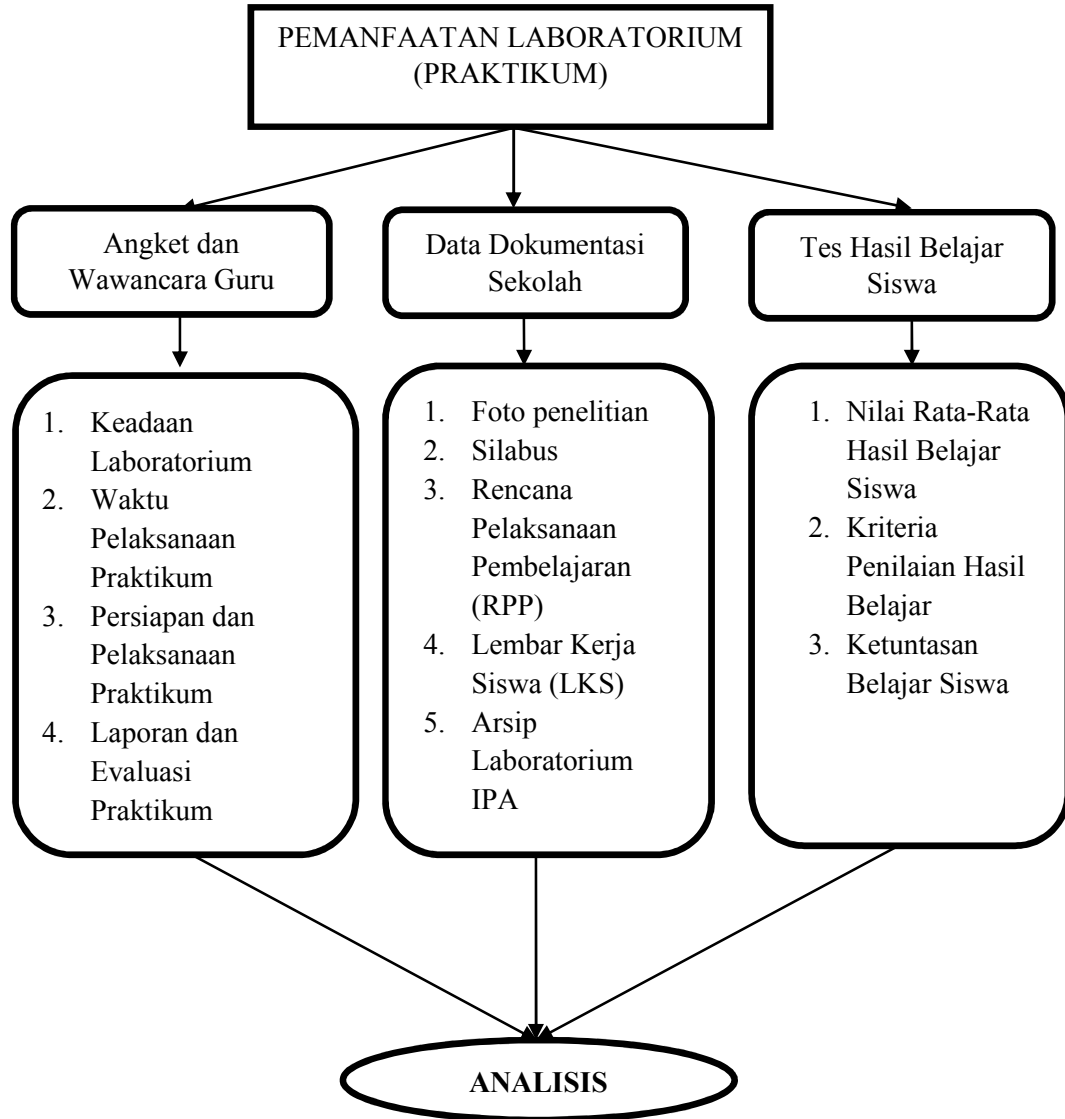 PEMANFAATAN LABORATORIUM
(PRAKTIKUM)
Angket dan
Wawancara Guru
Data Dokumentasi
Sekolah
Tes Hasil Belajar
Siswa
1. Keadaan
Laboratorium
2. Waktu
Pelaksanaan
Praktikum
3. Persiapan dan
Pelaksanaan
Praktikum
4. Laporan dan
Evaluasi
Praktikum
1. Foto penelitian
2. Silabus
3. Rencana
Pelaksanaan
Pembelajaran
(RPP)
4. Lembar Kerja
Siswa (LKS)
5. Arsip
Laboratorium
IPA
1. Nilai Rata-Rata
Hasil Belajar
Siswa
2. Kriteria
Penilaian Hasil
Belajar
3. Ketuntasan
Belajar Siswa
ANALISIS